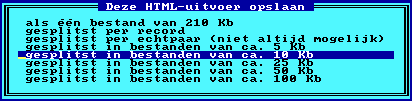 Deze HTML-uitvoer opslaan
als één bestand van 210 Kb
gesplitst per record
gesplitst per echtpaar (niet altijd mogelijk)
gesplitst in bestanden van ca. 5 Kb
gesplitst in bestanden van ca. 10 Kb
gesplitst in bestanden van ca. 25 Kb
gesplitst in bestanden van ca. 50 Kb
gesplitst in bestanden van ca. 100 Kb